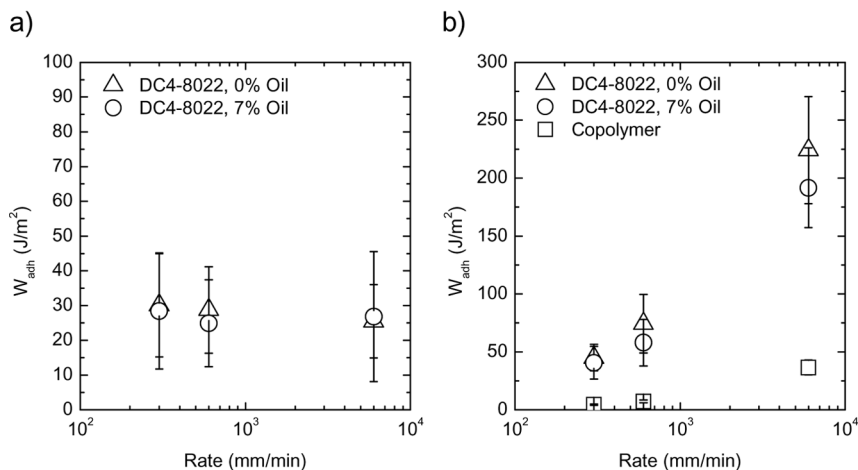 a)
100
90
80
70
60
50
40
30
20
10
0
W_adh (J/m²)
DC4-8022, 0% Oil
DC4-8022, 7% Oil
10² 10³ 10⁴
Rate (mm/min)
b)
300
250
200
150
100
50
0
W_adh (J/m²)
DC4-8022, 0% Oil
DC4-8022, 7% Oil
Copolymer
10² 10³ 10⁴
Rate (mm/min)